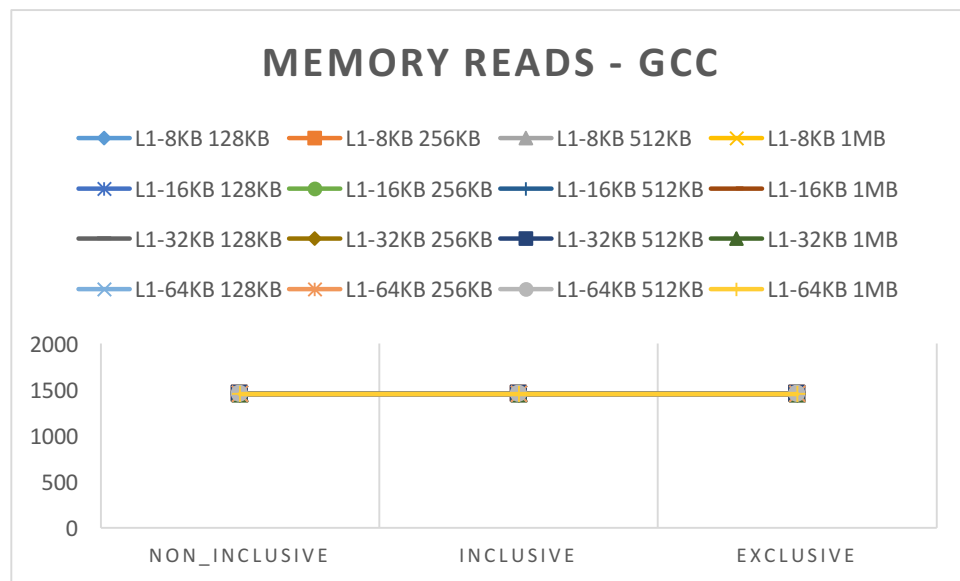 MEMORY READS - GCC
L1-8KB 128KB L1-8KB 256KB L1-8KB 512KB L1-8KB 1MB
L1-16KB 128KB L1-16KB 256KB L1-16KB 512KB L1-16KB 1MB
L1-32KB 128KB L1-32KB 256KB L1-32KB 512KB L1-32KB 1MB
L1-64KB 128KB L1-64KB 256KB L1-64KB 512KB L1-64KB 1MB
2000
1500
1000
500
0
NON_INCLUSIVE INCLUSIVE EXCLUSIVE